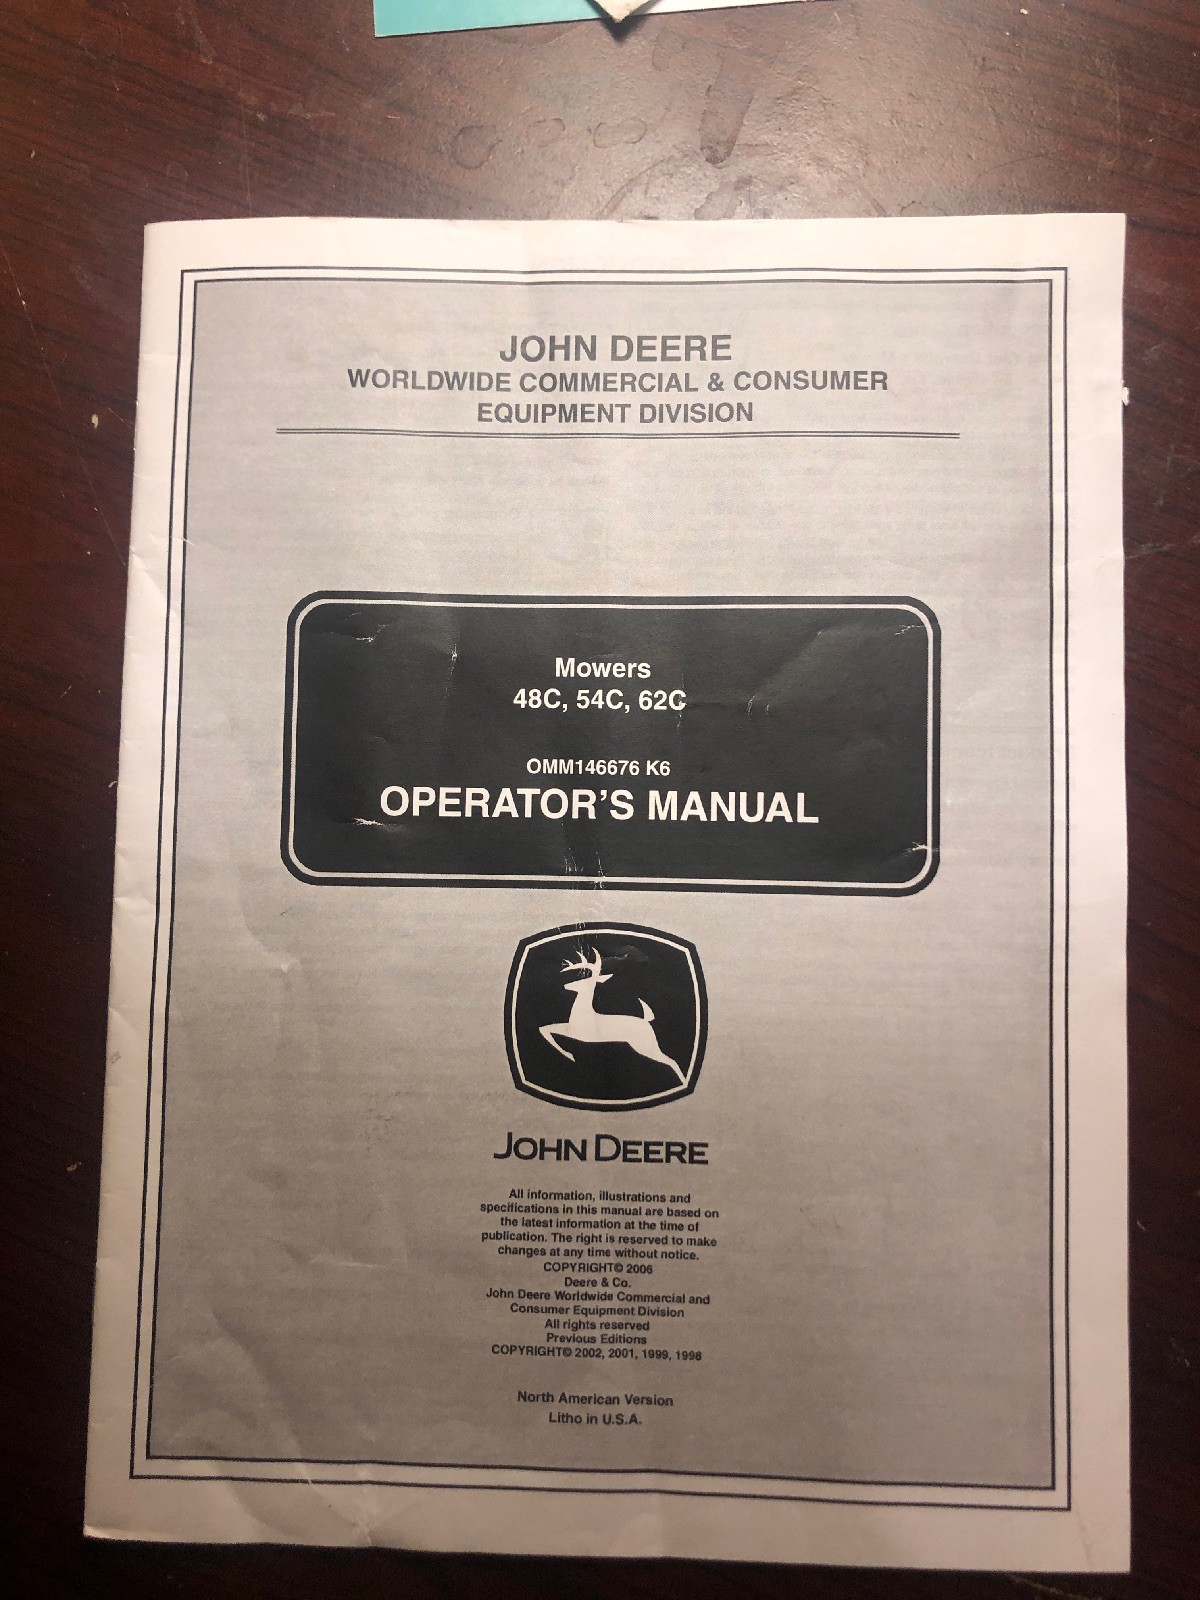 JOHN DEERE
WORLDWIDE COMMERCIAL & CONSUMER
EQUIPMENT DIVISION
Mowers
48C, 54C, 62C
OMM146676 K6
OPERATOR'S MANUAL
JOHN DEERE
All information, illustrations and
specifications in this manual are based on
the latest information at the time of
publication. The right is reserved to make
changes at any time without notice.
COPYRIGHT© 2006
Deere & Co.
John Deere Worldwide Commercial and
Consumer Equipment Division
All rights reserved
Previous Editions
COPYRIGHT© 2002, 2001, 1999, 1998
North American Version
Litho in U.S.A.